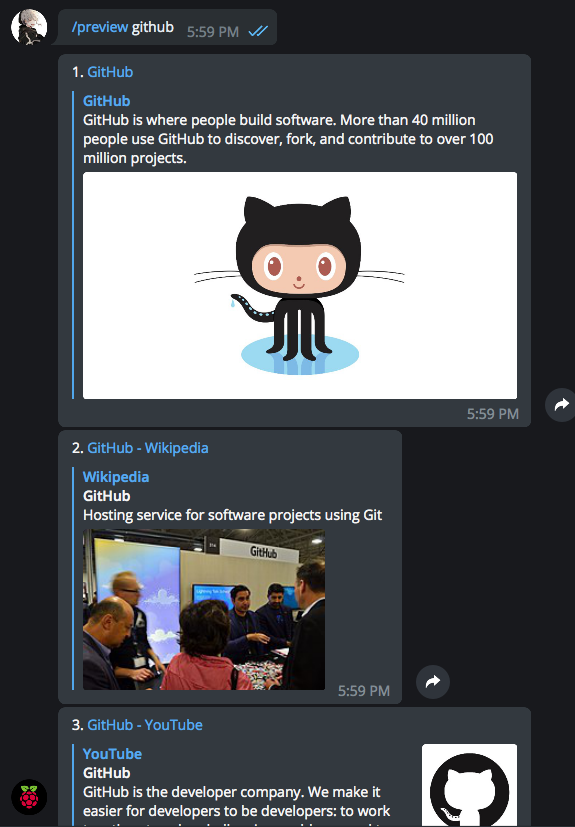 /preview github 5:59 PM
1. GitHub
GitHub
GitHub is where people build software. More than 40 million
people use GitHub to discover, fork, and contribute to over 100
million projects.
5:59 PM
2. GitHub - Wikipedia
Wikipedia
GitHub
Hosting service for software projects using Git
GitHub
5:59 PM
3. GitHub - YouTube
YouTube
GitHub
GitHub is the developer company. We make it
easier for developers to be developers: to work